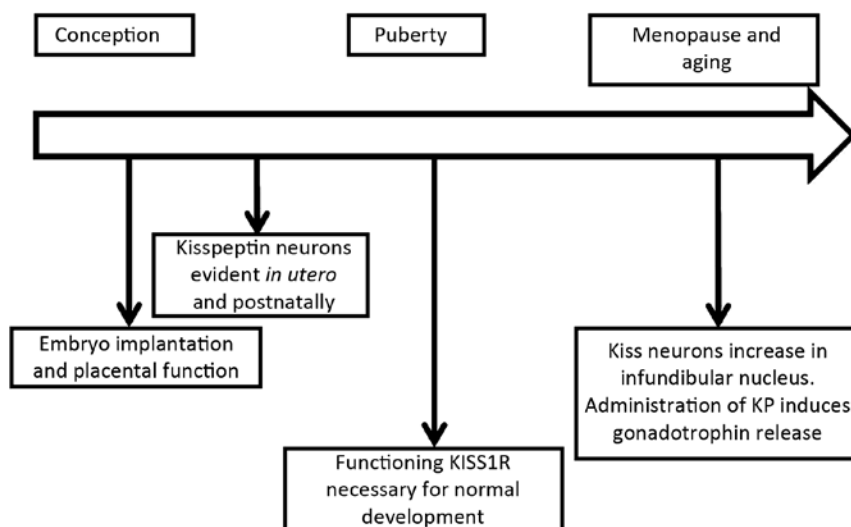 Conception
Puberty
Menopause and
aging
Kisspeptin neurons
evident in utero
and postnatally
Embryo implantation
and placental function
Kiss neurons increase in
infundibular nucleus.
Administration of KP induces
gonadotrophin release
Functioning KISS1R
necessary for normal
development